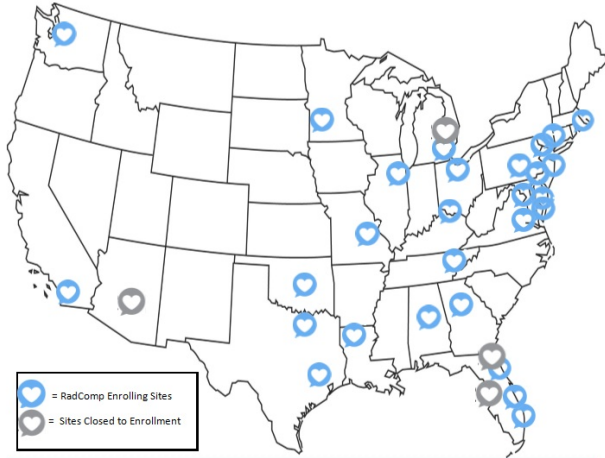 = RadComp Enrolling Sites
= Sites Closed to Enrollment